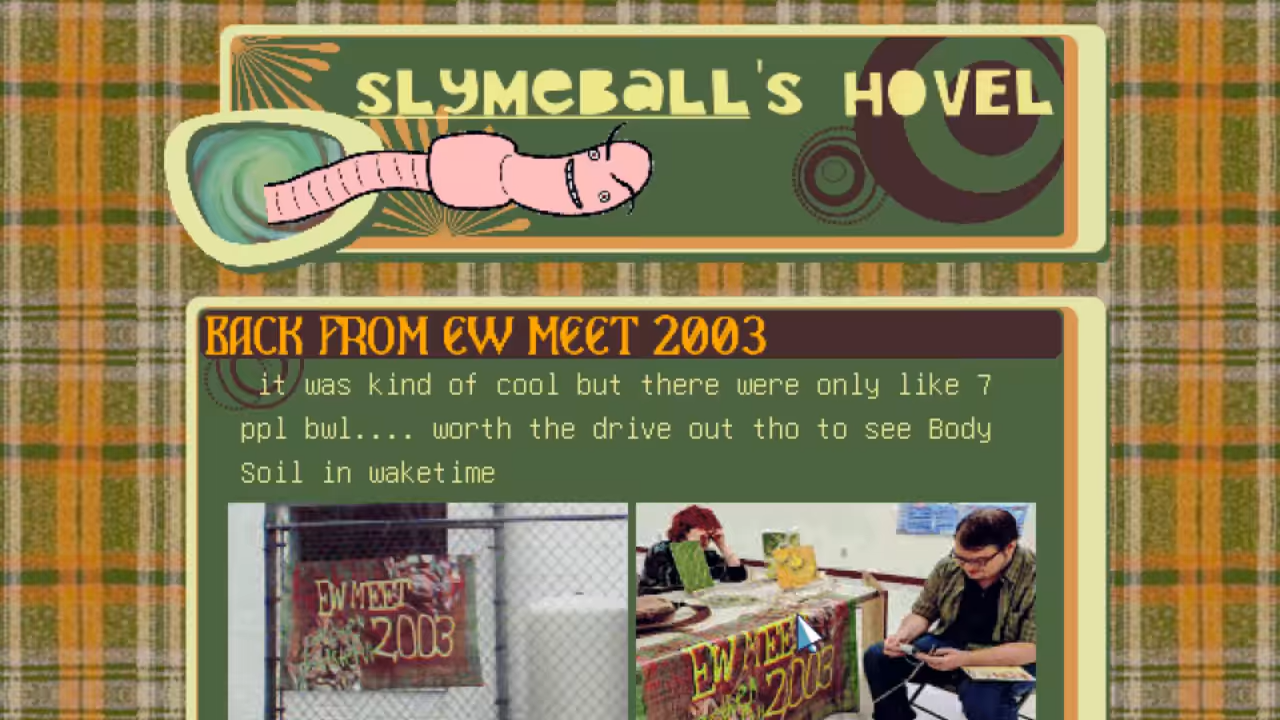 SLYMEBALL'S HOVEL
BACK FROM EW MEET 2003
it was kind of cool but there were only like 7
ppl bwl.... worth the drive out tho to see Body
Soil in waketime
EW MEET
2003
EW MEE
2003